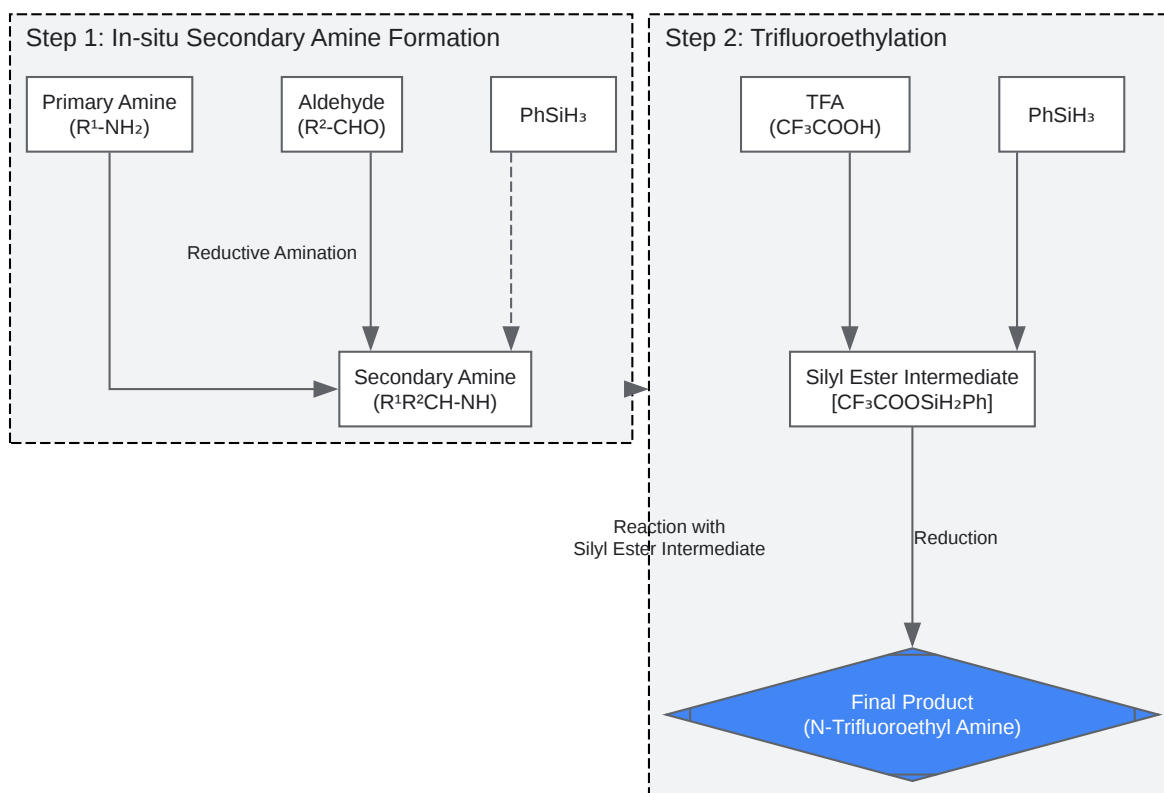 Step 1: In-situ Secondary Amine Formation
Primary Amine
(R¹-NH₂)
Aldehyde
(R²-CHO)
PhSiH₃
Reductive Amination
Secondary Amine
(R¹R²CH-NH)
Step 2: Trifluoroethylation
TFA
(CF₃COOH)
PhSiH₃
Silyl Ester Intermediate
[CF₃COOSiH₂Ph]
Reaction with
Silyl Ester Intermediate
Reduction
Final Product
(N-Trifluoroethyl Amine)